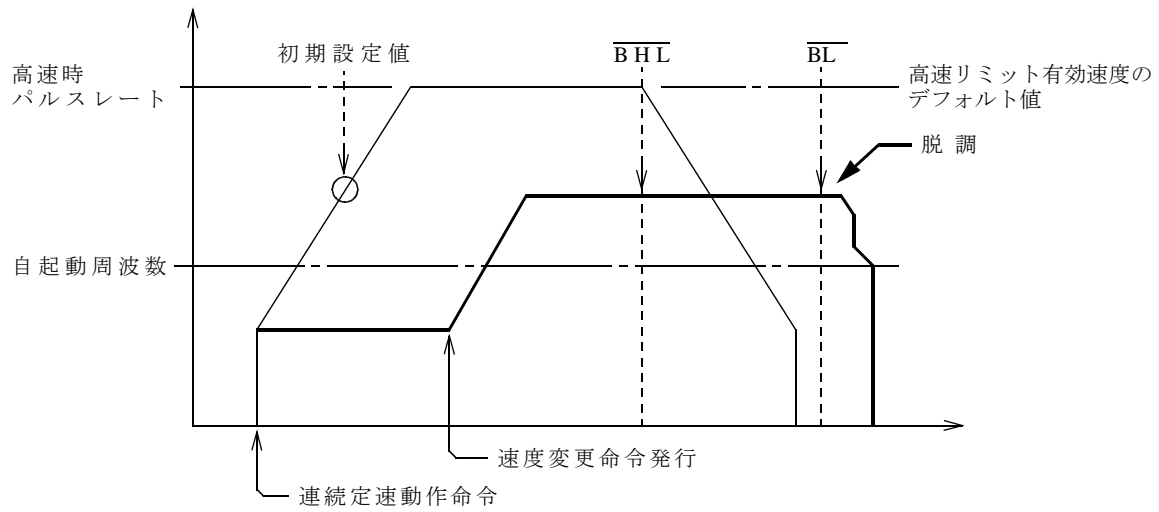 初期設定値
BHL
BL
高速時
パルスレート
高速リミット有効速度の
デフォルト値
脱調
自起動周波数
速度変更命令発行
連続定速動作命令